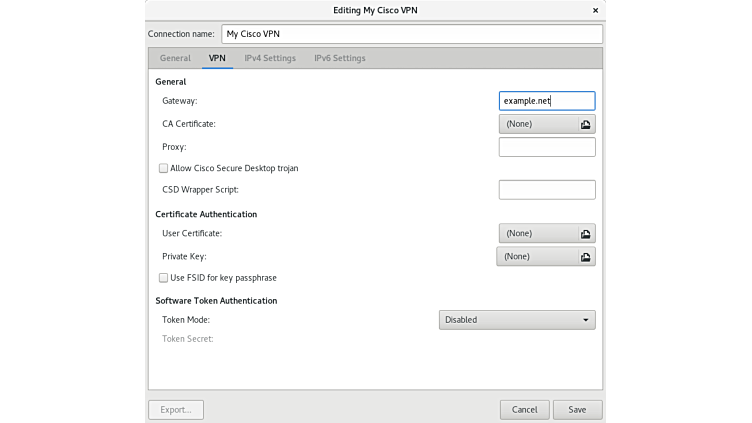 Editing My Cisco VPN ×
Connection name: My Cisco VPN
General VPN IPv4 Settings IPv6 Settings
General
Gateway: example.net
CA Certificate: (None)
Proxy:
Allow Cisco Secure Desktop trojan
CSD Wrapper Script:
Certificate Authentication
User Certificate: (None)
Private Key: (None)
Use FSID for key passphrase
Software Token Authentication
Token Mode: Disabled
Token Secret:
Export... Cancel Save